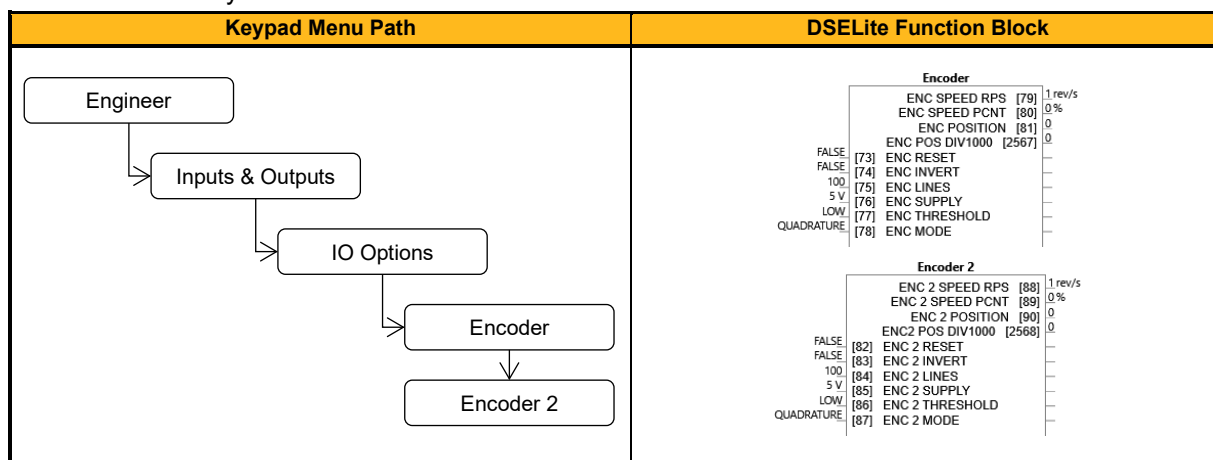 Keypad Menu Path
DSELite Function Block
Engineer
Inputs & Outputs
IO Options
Encoder
Encoder 2
Encoder
ENC SPEED RPS [79] 1 rev/s
ENC SPEED PCNT [80] 0 %
ENC POSITION [81] 0
ENC POS DIV1000 [2567] 0
FALSE [73] ENC RESET
FALSE [74] ENC INVERT
100 [75] ENC LINES
5 V [76] ENC SUPPLY
LOW [77] ENC THRESHOLD
QUADRATURE [78] ENC MODE
Encoder 2
ENC 2 SPEED RPS [88] 1 rev/s
ENC 2 SPEED PCNT [89] 0 %
ENC 2 POSITION [90] 0
ENC2 POS DIV1000 [2568] 0
FALSE [82] ENC 2 RESET
FALSE [83] ENC 2 INVERT
100 [84] ENC 2 LINES
5 V [85] ENC 2 SUPPLY
LOW [86] ENC 2 THRESHOLD
QUADRATURE [87] ENC 2 MODE